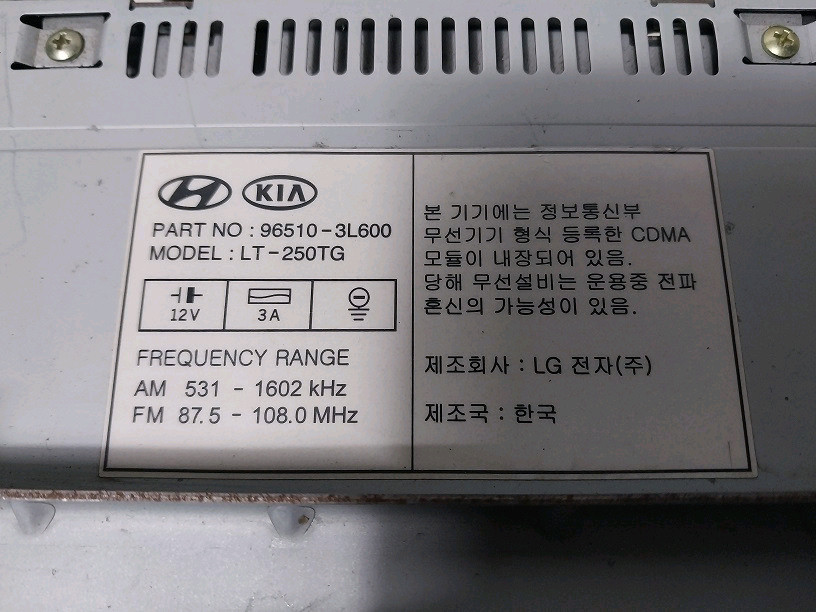 KIA
PART NO : 96510-3L600
MODEL : LT-250TG
12V
3A
FREQUENCY RANGE
AM 531 - 1602 kHz
FM 87.5 - 108.0 MHz
본 기기에는 정보통신부
무선기기 형식 등록한 CDMA
모듈이 내장되어 있음.
당해 무선설비는 운용중 전파
혼신의 가능성이 있음.
제조회사 : LG 전자(주)
제조국 : 한국